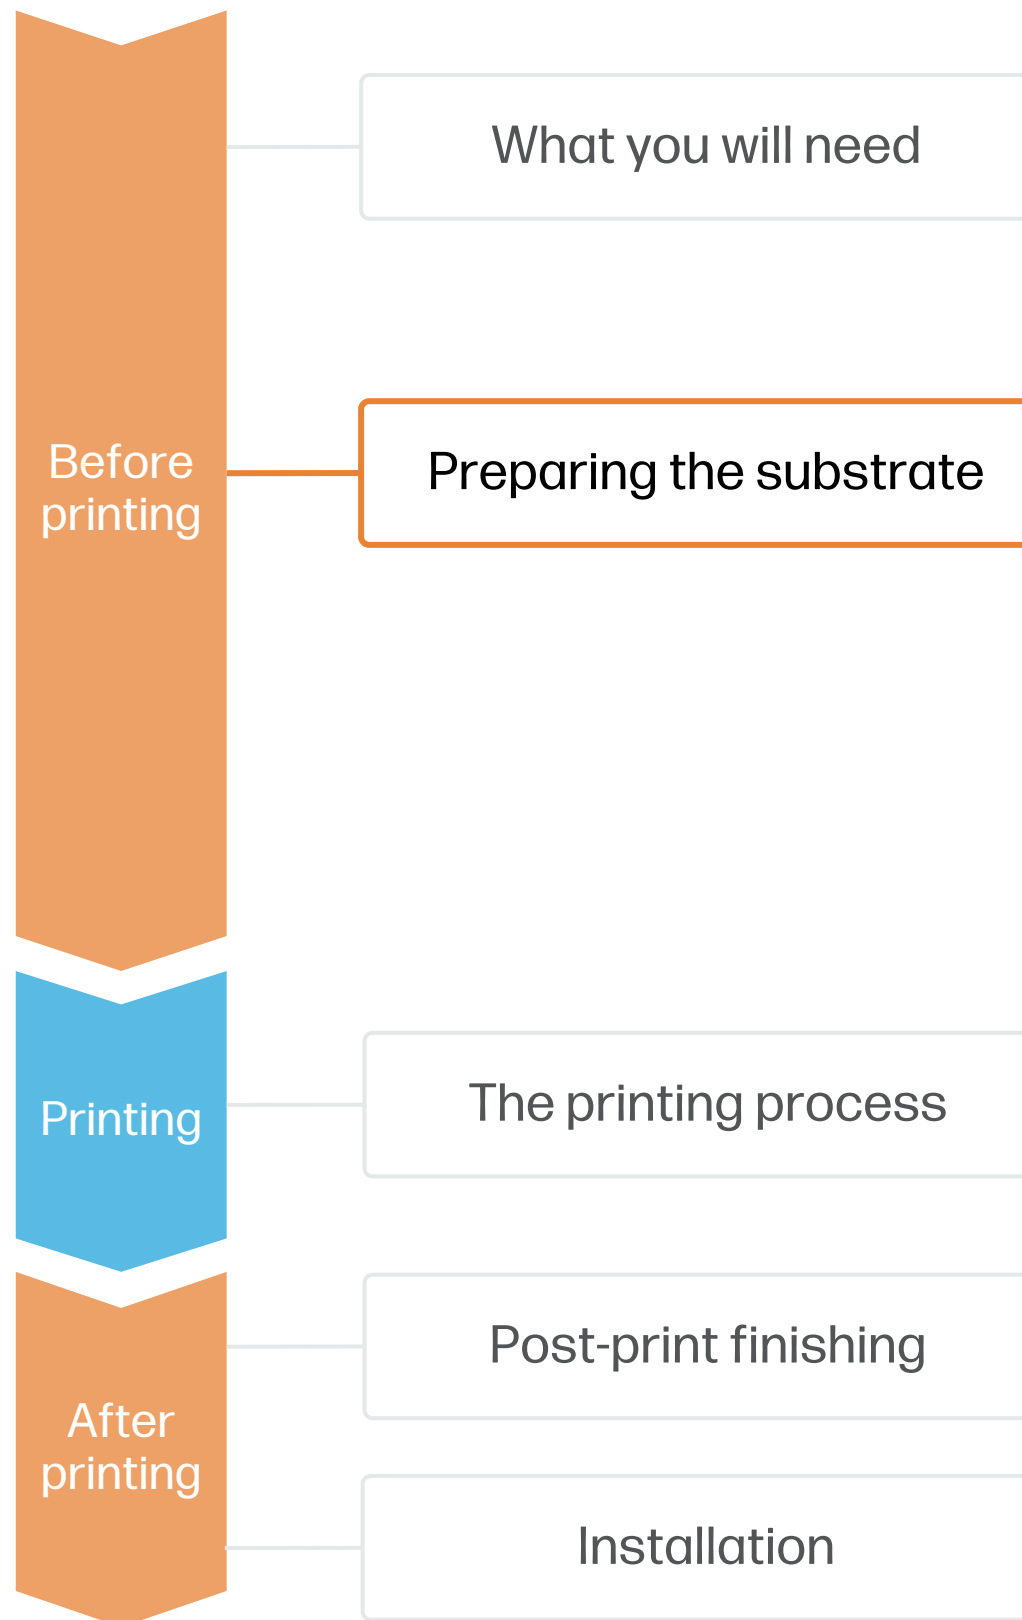 What you will need
Before
printing
Preparing the substrate
Printing
The printing process
After
printing
Post-print finishing
Installation